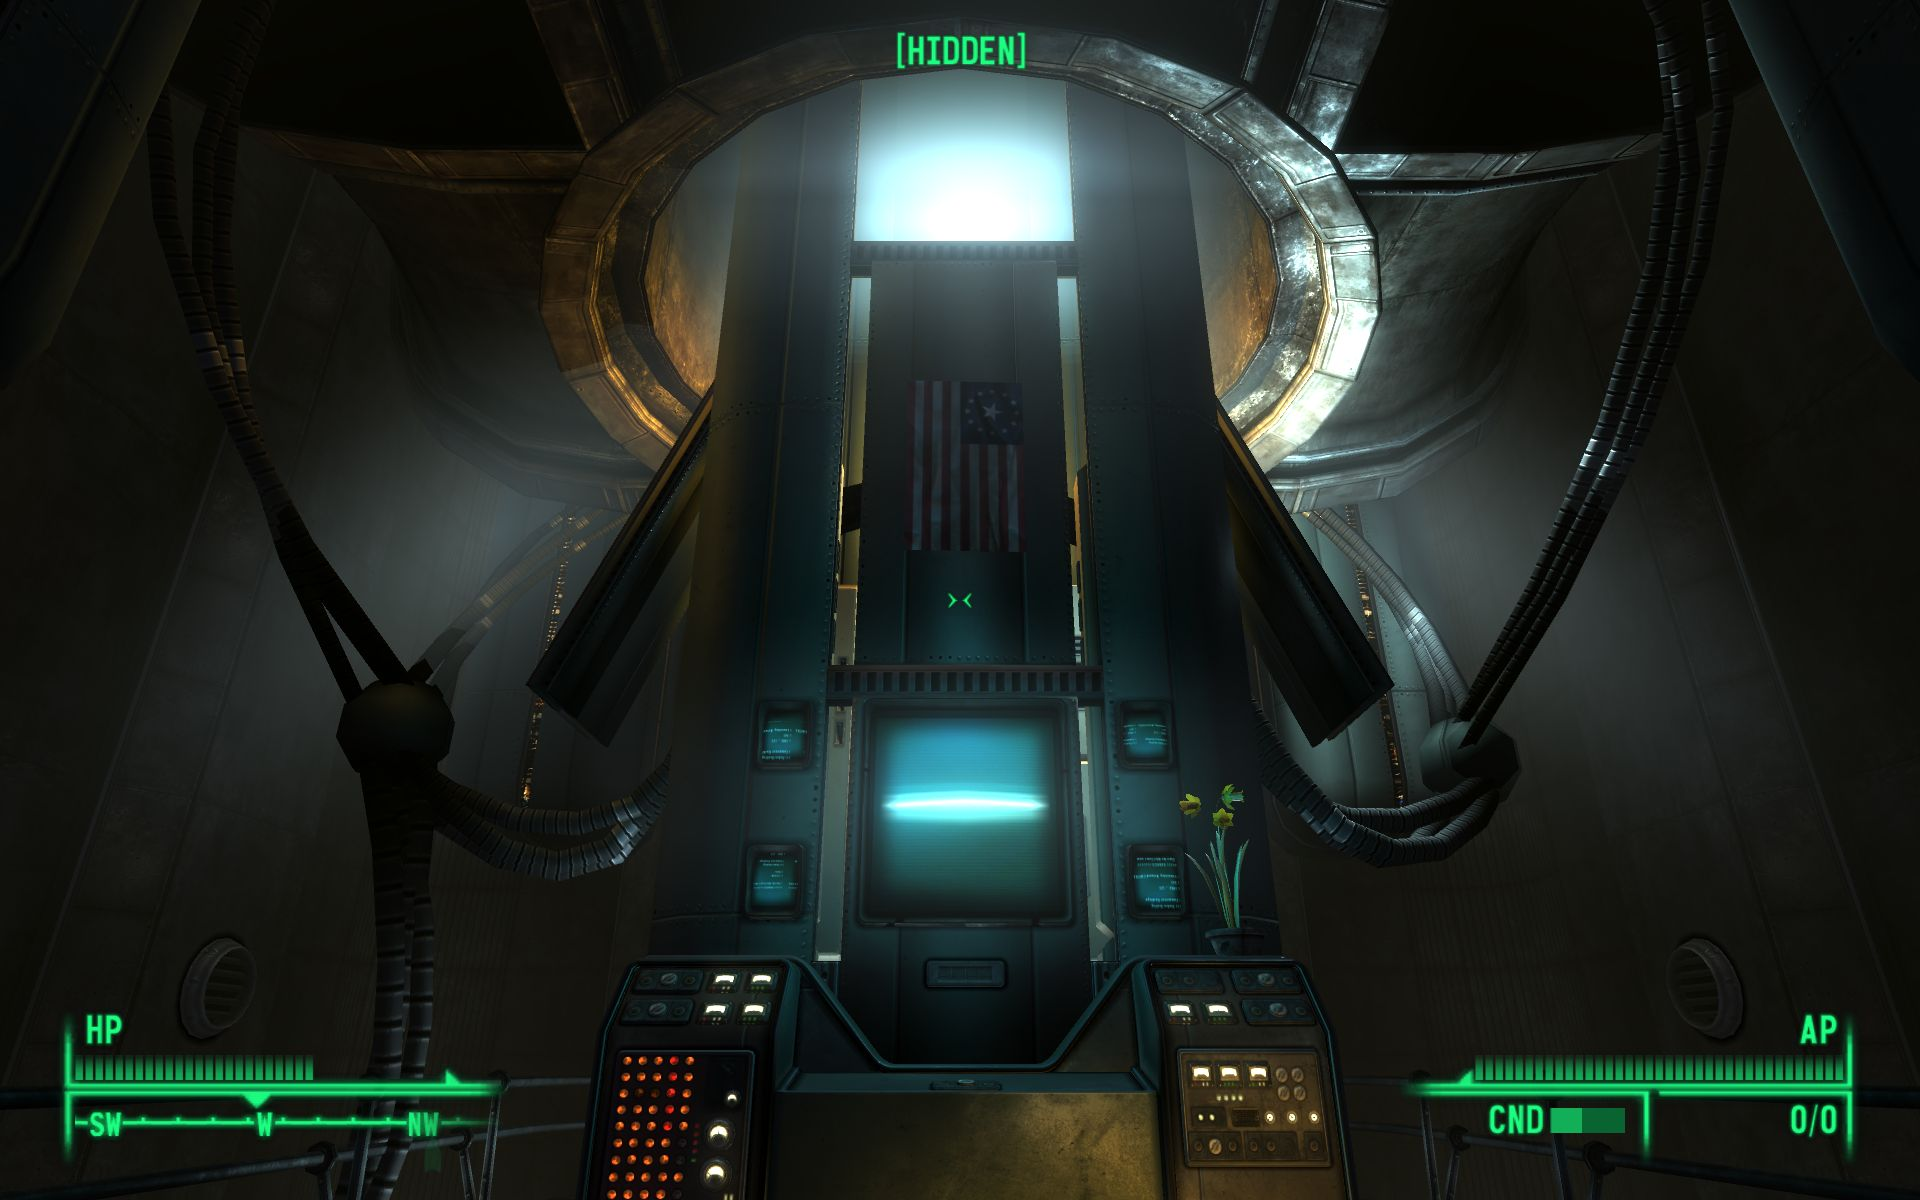 [HIDDEN]
HP
AP
SW W NW
CND 0/0